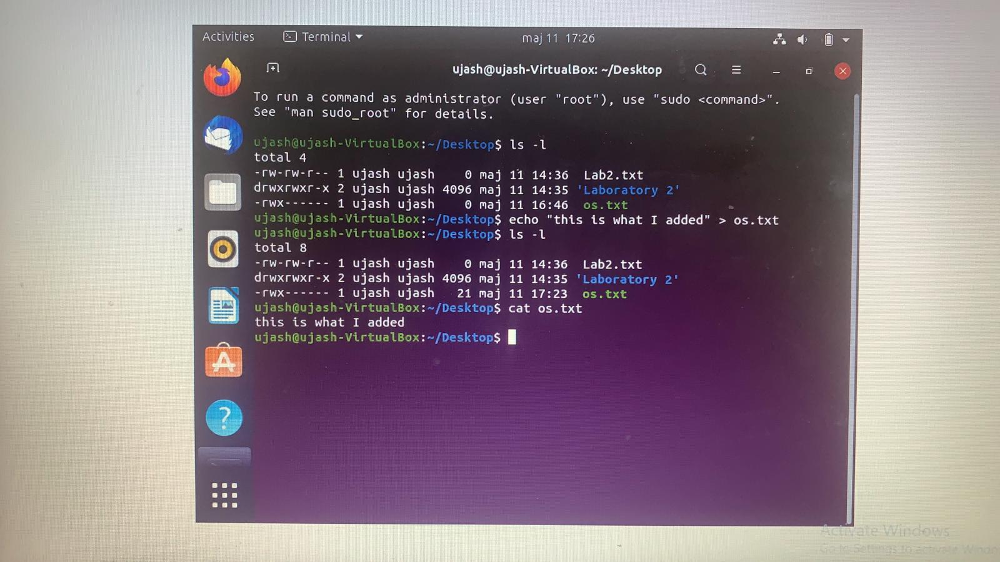 Activities Terminal maj 11 17:26
ujash@ujash-VirtualBox: ~/Desktop
To run a command as administrator (user "root"), use "sudo <command>".
See "man sudo_root" for details.
ujash@ujash-VirtualBox:~/Desktop$ ls -l
total 4
-rw-rw-r-- 1 ujash ujash    0 maj 11 14:36  Lab2.txt
drwxrwxr-x 2 ujash ujash 4096 maj 11 14:35 'Laboratory 2'
-rwx------ 1 ujash ujash    0 maj 11 16:46  os.txt
ujash@ujash-VirtualBox:~/Desktop$ echo "this is what I added" > os.txt
ujash@ujash-VirtualBox:~/Desktop$ ls -l
total 8
-rw-rw-r-- 1 ujash ujash    0 maj 11 14:36  Lab2.txt
drwxrwxr-x 2 ujash ujash 4096 maj 11 14:35 'Laboratory 2'
-rwx------ 1 ujash ujash   21 maj 11 17:23  os.txt
ujash@ujash-VirtualBox:~/Desktop$ cat os.txt
this is what I added
ujash@ujash-VirtualBox:~/Desktop$
Activate Windows
Go to Settings to activate Windo